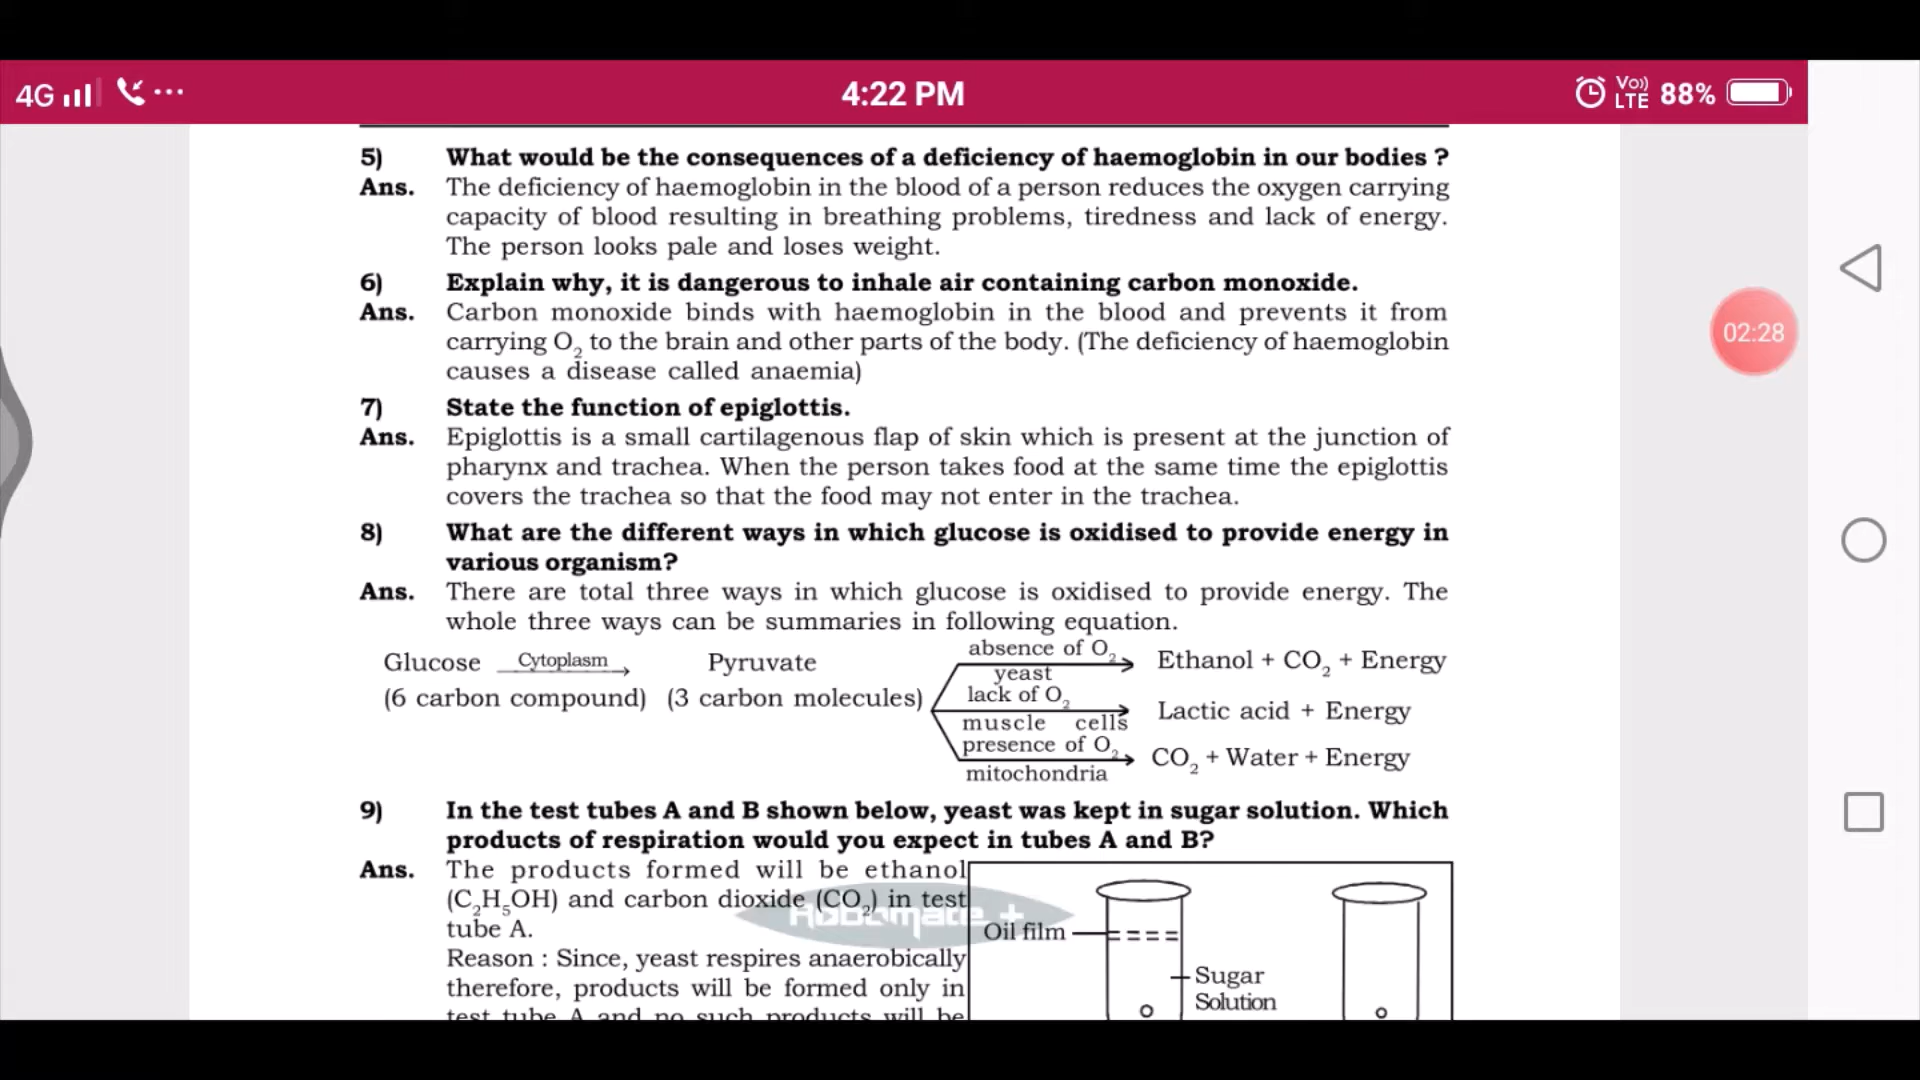 4G
4:22 PM
Vo)) LTE 88%
02:28
5) What would be the consequences of a deficiency of haemoglobin in our bodies ?
Ans. The deficiency of haemoglobin in the blood of a person reduces the oxygen carrying
capacity of blood resulting in breathing problems, tiredness and lack of energy.
The person looks pale and loses weight.
6) Explain why, it is dangerous to inhale air containing carbon monoxide.
Ans. Carbon monoxide binds with haemoglobin in the blood and prevents it from
carrying O₂ to the brain and other parts of the body. (The deficiency of haemoglobin
causes a disease called anaemia)
7) State the function of epiglottis.
Ans. Epiglottis is a small cartilagenous flap of skin which is present at the junction of
pharynx and trachea. When the person takes food at the same time the epiglottis
covers the trachea so that the food may not enter in the trachea.
8) What are the different ways in which glucose is oxidised to provide energy in
various organism?
Ans. There are total three ways in which glucose is oxidised to provide energy. The
whole three ways can be summaries in following equation.
Glucose Cytoplasm Pyruvate
(6 carbon compound) (3 carbon molecules)
absence of O₂
yeast
Ethanol + CO₂ + Energy
lack of O₂
muscle cells
Lactic acid + Energy
presence of O₂
mitochondria
CO₂ + Water + Energy
9) In the test tubes A and B shown below, yeast was kept in sugar solution. Which
products of respiration would you expect in tubes A and B?
Ans. The products formed will be ethanol
(C₂H₅OH) and carbon dioxide (CO₂) in test
tube A.
Reason : Since, yeast respires anaerobically
therefore, products will be formed only in
test tube A and no such products will be
Robomate +
Oil film
Sugar
Solution